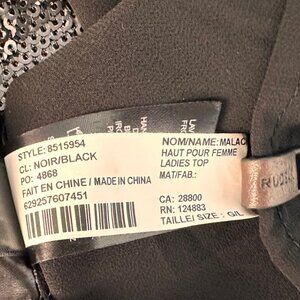 STYLE: 8515954
CL: NOIR/BLACK
PO: 4868
FAIT EN CHINE / MADE IN CHINA
629257607451
NOM/NAME: MALAC
HAUT POUR FEMME
LADIES TOP
MAT/FAB.:
CA: 28800
RN: 124883
TAILLE/ SIZE : G/L